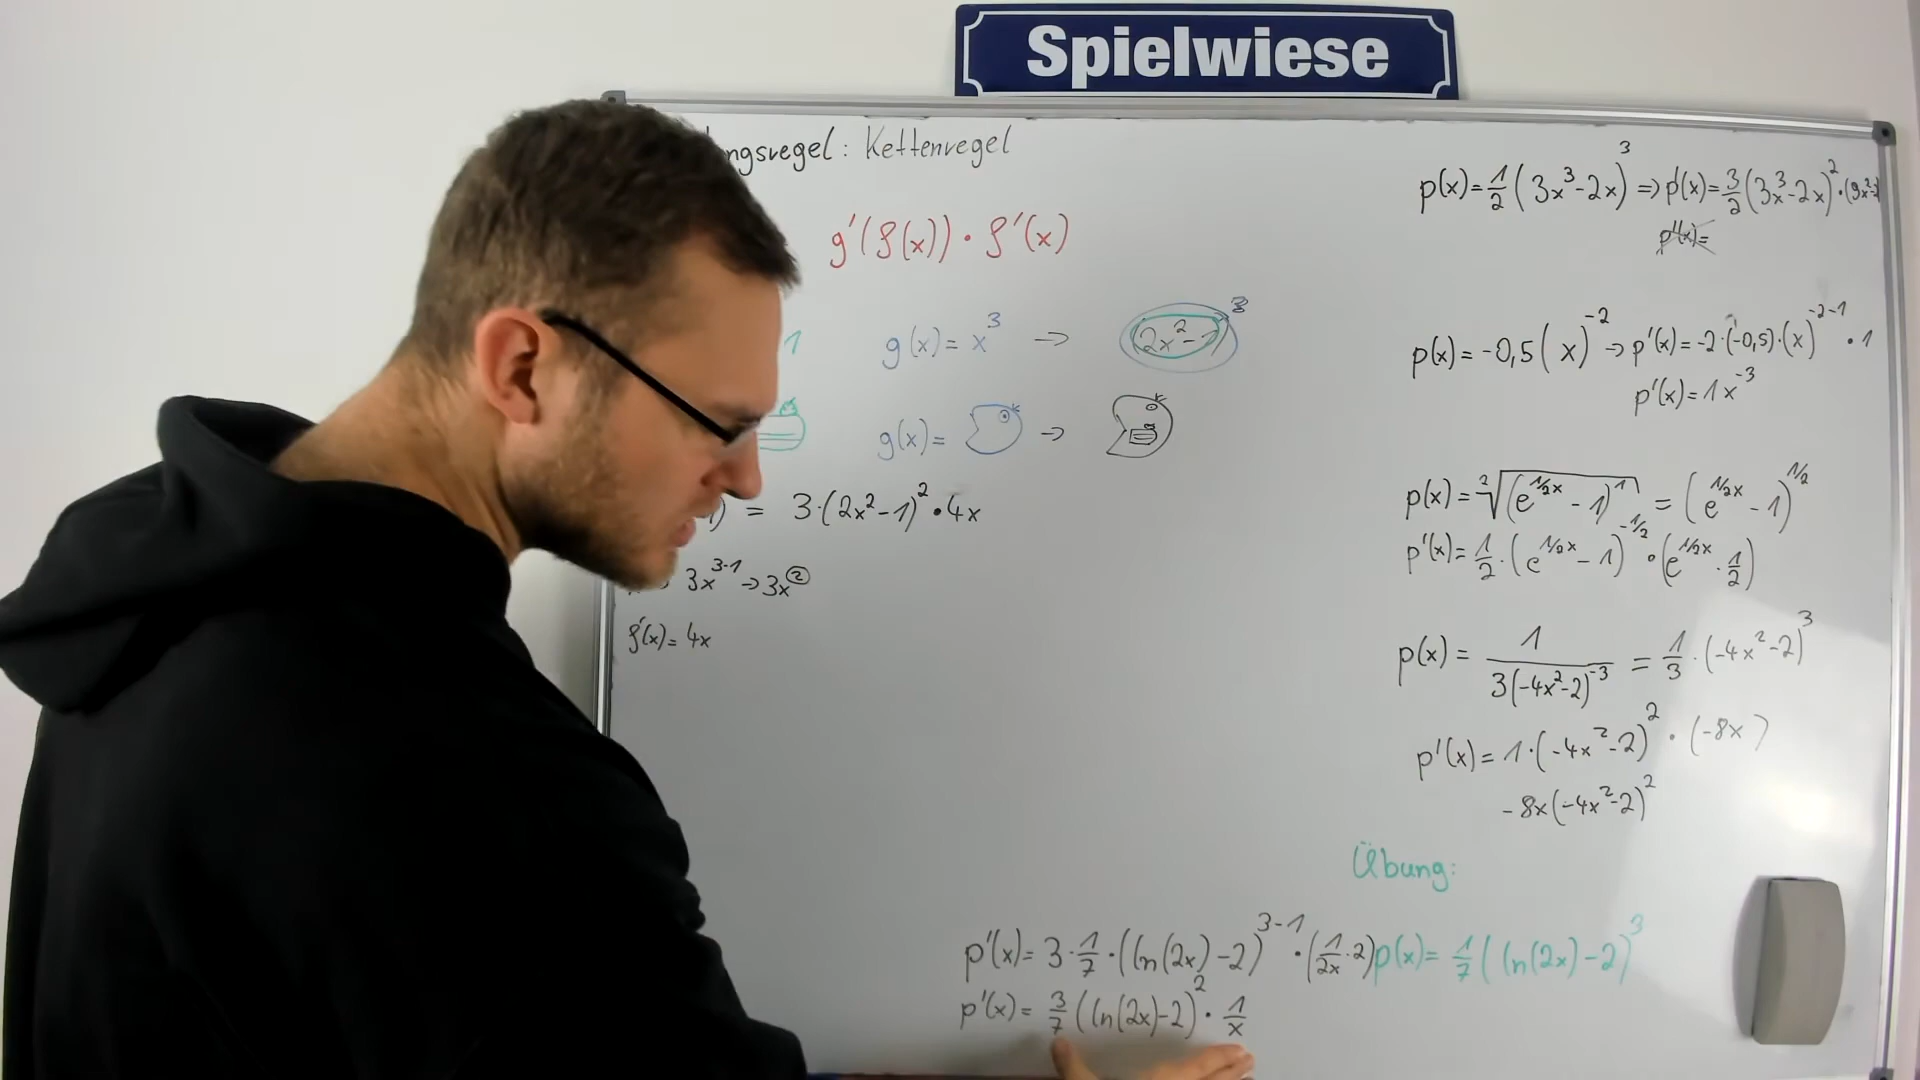 Spielwiese
ngsregel: Kettenregel
g'(f(x)) · f'(x)
1
g(x) = x³ → (2x²-1)³
g(x) = →
) = 3·(2x²-1)²·4x
3x³⁻¹ → 3x²
f'(x) = 4x
p(x) = 1/2 (3x³-2x)³ ⇒ p'(x) = 3/2 (3x³-2x)²·(9x²-2
p'(x) =
p(x) = -0,5(x)⁻² → p'(x) = -2·(-0,5)·(x)⁻²⁻¹ · 1
p'(x) = 1x⁻³
p(x) = ²√(e^(1/2x) - 1)¹ = (e^(1/2x) - 1)^(1/2)
p'(x) = 1/2·(e^(1/2x) - 1)^(-1/2) · (e^(1/2x) · 1/2)
p(x) = 1/(3(-4x²-2)⁻³) = 1/3·(-4x²-2)³
p'(x) = 1·(-4x²-2)² · (-8x)
-8x(-4x²-2)²
Übung:
p'(x) = 3·1/7·(ln(2x)-2)³⁻¹·(1/2x·2) p(x) = 1/7 (ln(2x)-2)³
p'(x) = 3/7 (ln(2x)-2)² · 1/x